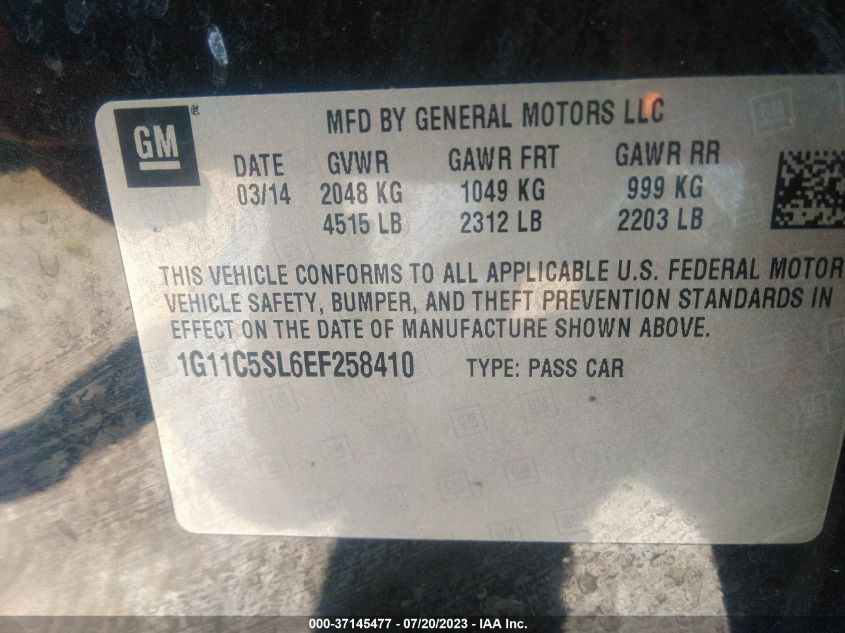 GM ®
MFD BY GENERAL MOTORS LLC
DATE GVWR GAWR FRT GAWR RR
03/14 2048 KG 1049 KG 999 KG
4515 LB 2312 LB 2203 LB
THIS VEHICLE CONFORMS TO ALL APPLICABLE U.S. FEDERAL MOTOR
VEHICLE SAFETY, BUMPER, AND THEFT PREVENTION STANDARDS IN
EFFECT ON THE DATE OF MANUFACTURE SHOWN ABOVE.
1G11C5SL6EF258410 TYPE: PASS CAR
000-37145477 / 07/20/2023 - IAA Inc.